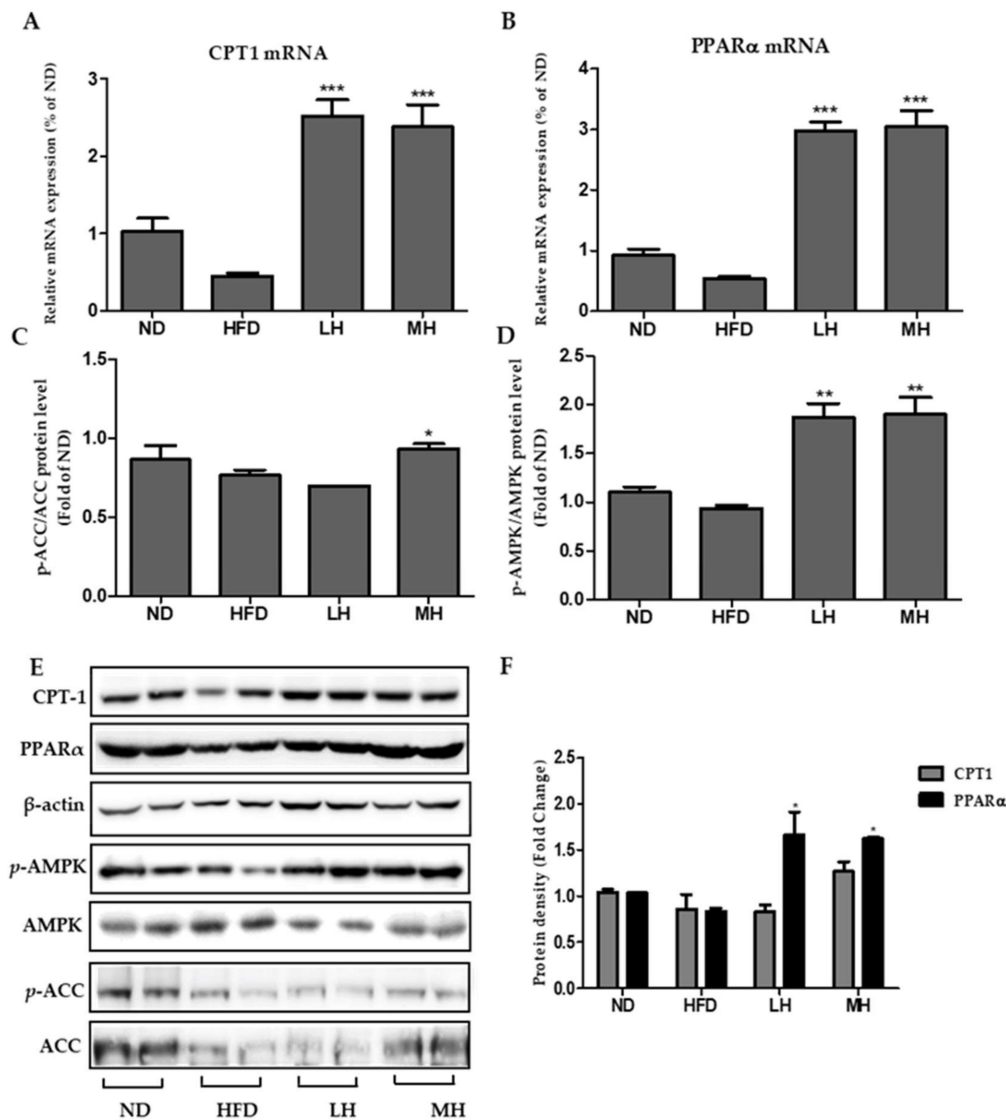 A
CPT1 mRNA
Relative mRNA expression (% of ND)
3
2
1
0
***
***
ND HFD LH MH
B
PPARα mRNA
Relative mRNA expression (% of ND)
4
3
2
1
0
***
***
ND HFD LH MH
C
p-ACC/ACC protein level
(Fold of ND)
1.5
1.0
0.5
0.0
*
ND HFD LH MH
D
p-AMPK/AMPK protein level
(Fold of ND)
2.5
2.0
1.5
1.0
0.5
0.0
**
**
ND HFD LH MH
E
CPT-1
PPARα
β-actin
p-AMPK
AMPK
p-ACC
ACC
ND HFD LH MH
F
Protein density (Fold Change)
2.5
2.0
1.5
1.0
0.5
0.0
*
*
ND HFD LH MH
CPT1
PPARα